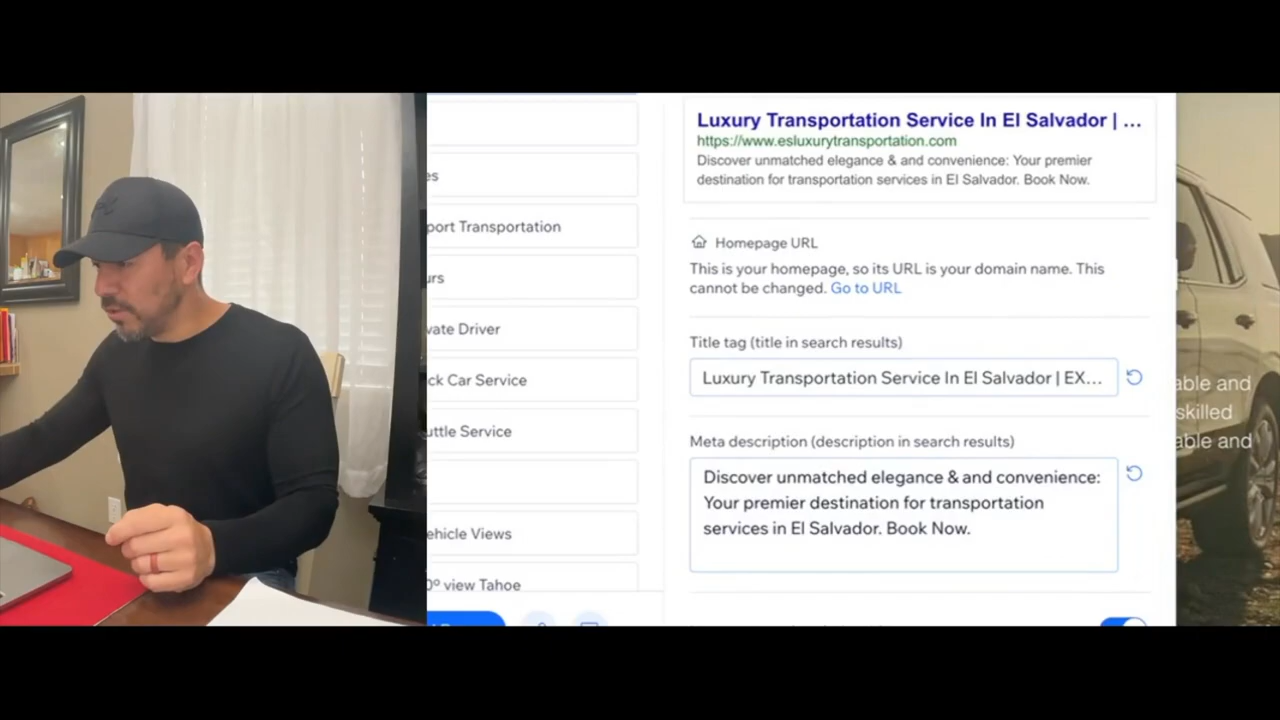 es
port Transportation
urs
vate Driver
ck Car Service
uttle Service
ehicle Views
0º view Tahoe
Luxury Transportation Service In El Salvador | ...
https://www.esluxurytransportation.com
Discover unmatched elegance & and convenience: Your premier
destination for transportation services in El Salvador. Book Now.
Homepage URL
This is your homepage, so its URL is your domain name. This
cannot be changed. Go to URL
Title tag (title in search results)
Luxury Transportation Service In El Salvador | EX...
Meta description (description in search results)
Discover unmatched elegance & and convenience:
Your premier destination for transportation
services in El Salvador. Book Now.
able and
skilled
able and